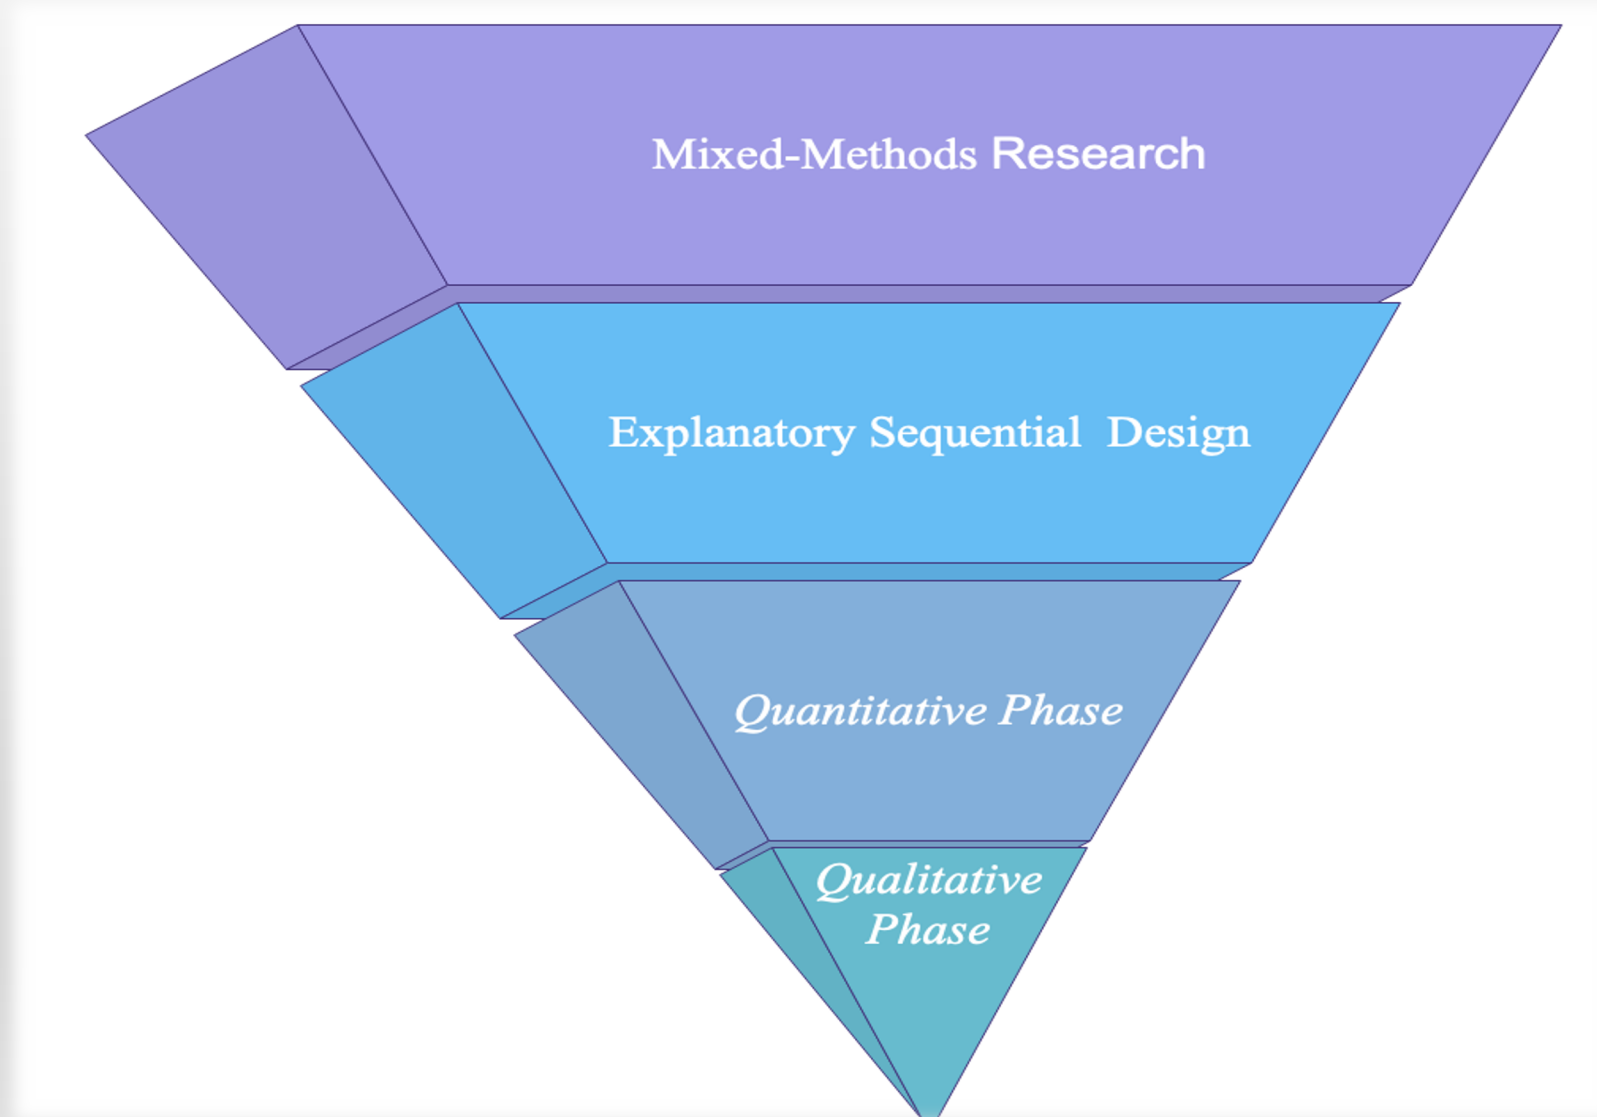 Mixed-Methods Research
Explanatory Sequential  Design
Quantitative Phase
Qualitative
Phase